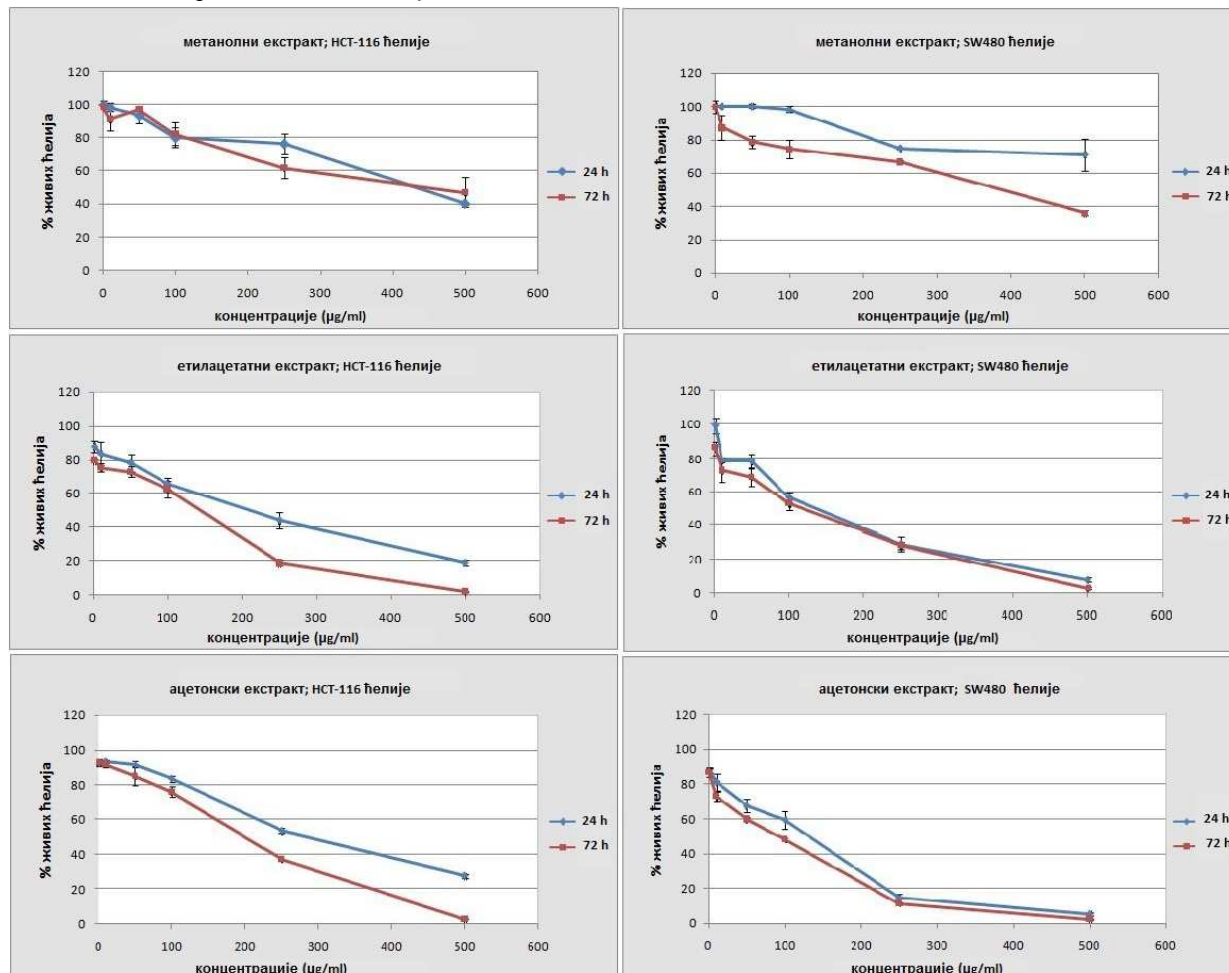 метанолни екстракт; HCT-116 ћелије
120
100
80
60
40
20
0
% живих ћелија
0 100 200 300 400 500 600
концентрације (µg/ml)
24 h
72 h
метанолни екстракт; SW480 ћелије
120
100
80
60
40
20
0
% живих ћелија
0 100 200 300 400 500 600
концентрације (µg/ml)
24 h
72 h
етилацетатни екстракт; HCT-116 ћелије
120
100
80
60
40
20
0
% живих ћелија
0 100 200 300 400 500 600
концентрације (µg/ml)
24 h
72 h
етилацетатни екстракт; SW480 ћелије
120
100
80
60
40
20
0
% живих ћелија
0 100 200 300 400 500 600
концентрације (µg/ml)
24 h
72 h
ацетонски екстракт; HCT-116 ћелије
120
100
80
60
40
20
0
% живих ћелија
0 100 200 300 400 500 600
концентрације (µg/ml)
24 h
72 h
ацетонски екстракт; SW480 ћелије
120
100
80
60
40
20
0
% живих ћелија
0 100 200 300 400 500 600
концентрације (µg/ml)
24 h
72 h